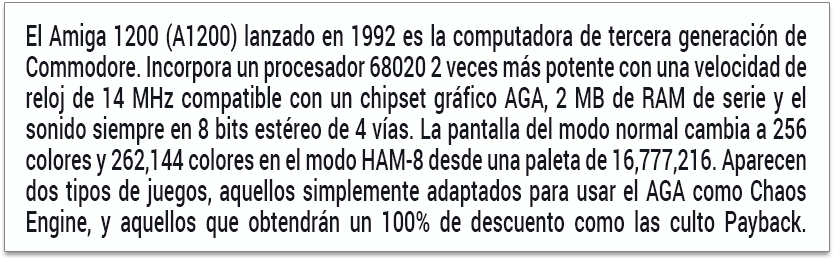 El Amiga 1200 (A1200) lanzado en 1992 es la computadora de tercera generación de
Commodore. Incorpora un procesador 68020 2 veces más potente con una velocidad de
reloj de 14 MHz compatible con un chipset gráfico AGA, 2 MB de RAM de serie y el
sonido siempre en 8 bits estéreo de 4 vías. La pantalla del modo normal cambia a 256
colores y 262,144 colores en el modo HAM-8 desde una paleta de 16,777,216. Aparecen
dos tipos de juegos, aquellos simplemente adaptados para usar el AGA como Chaos
Engine, y aquellos que obtendrán un 100% de descuento como las culto Payback.